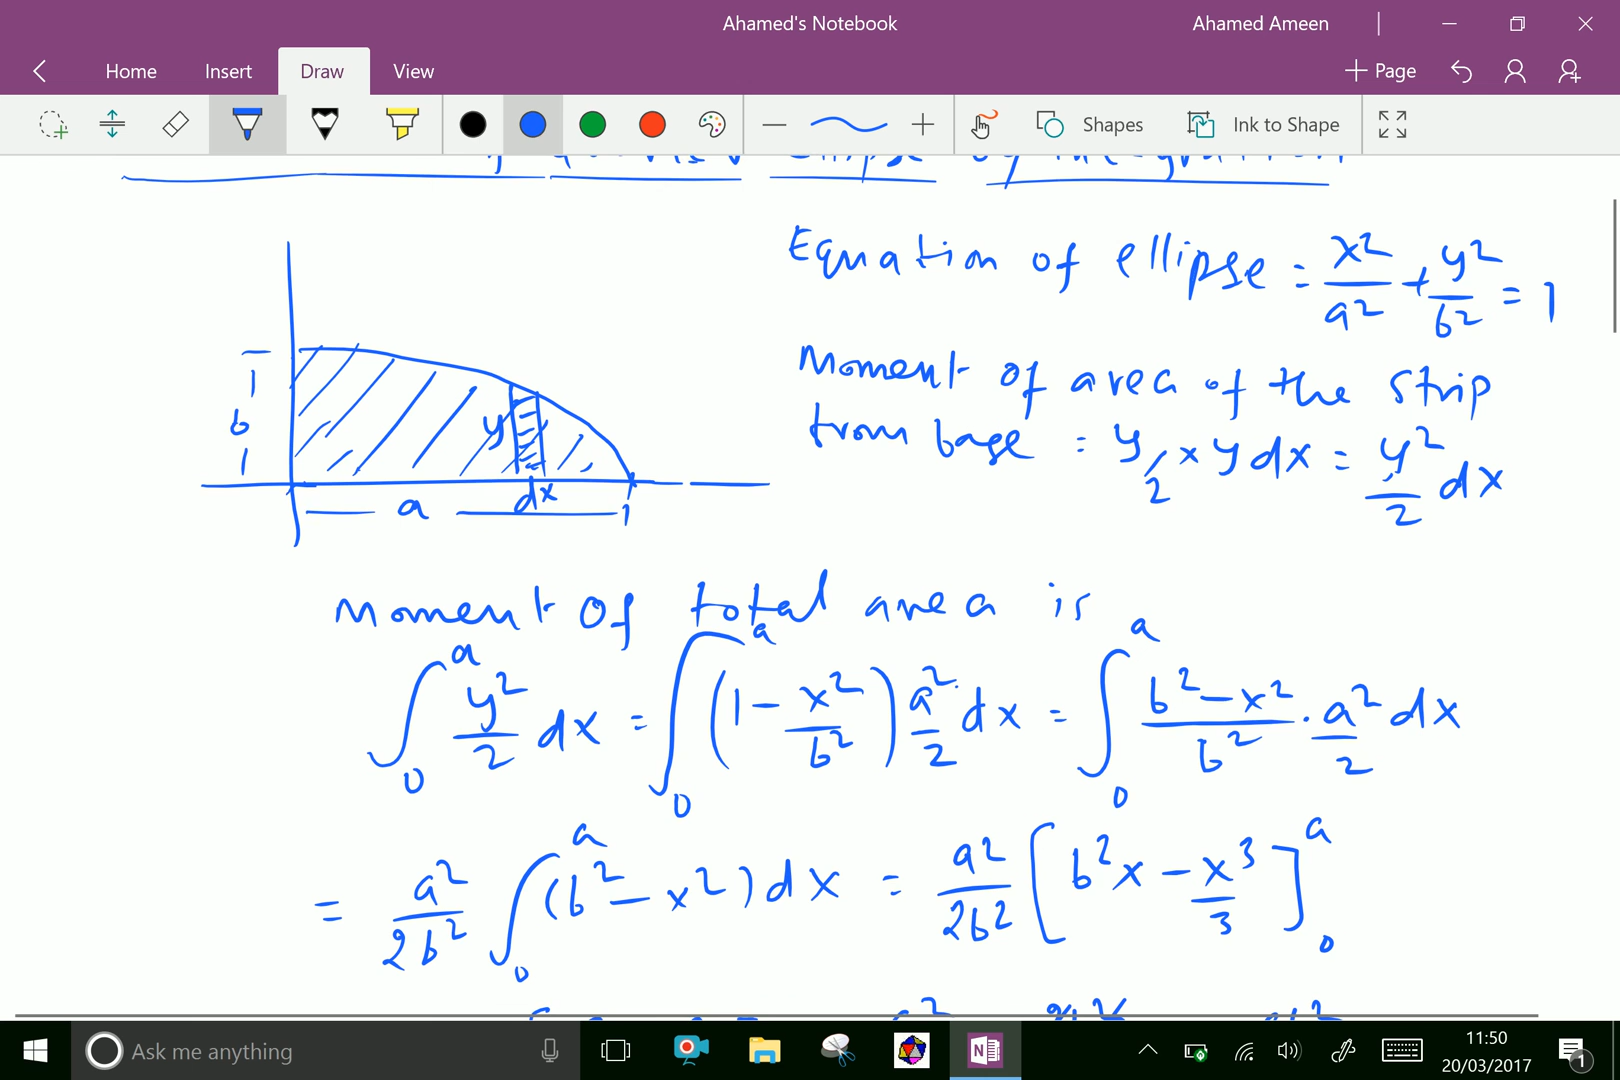 Ahamed's Notebook
Ahamed Ameen
Home Insert Draw View
Page
Shapes Ink to Shape
ellipse by integration
Equation of ellipse = x²/a² + y²/b² = 1
Moment of area of the strip
from base = y/2 × y dx = y²/2 dx
b
y
a
dx
Moment of total area is
∫₀ᵃ y²/2 dx = ∫₀ᵃ (1 - x²/b²) a²/2 dx = ∫₀ᵃ (b² - x²)/b² · a²/2 dx
= a²/2b² ∫₀ᵃ (b² - x²) dx = a²/2b² [b²x - x³/3]₀ᵃ
Ask me anything
11:50
20/03/2017
1